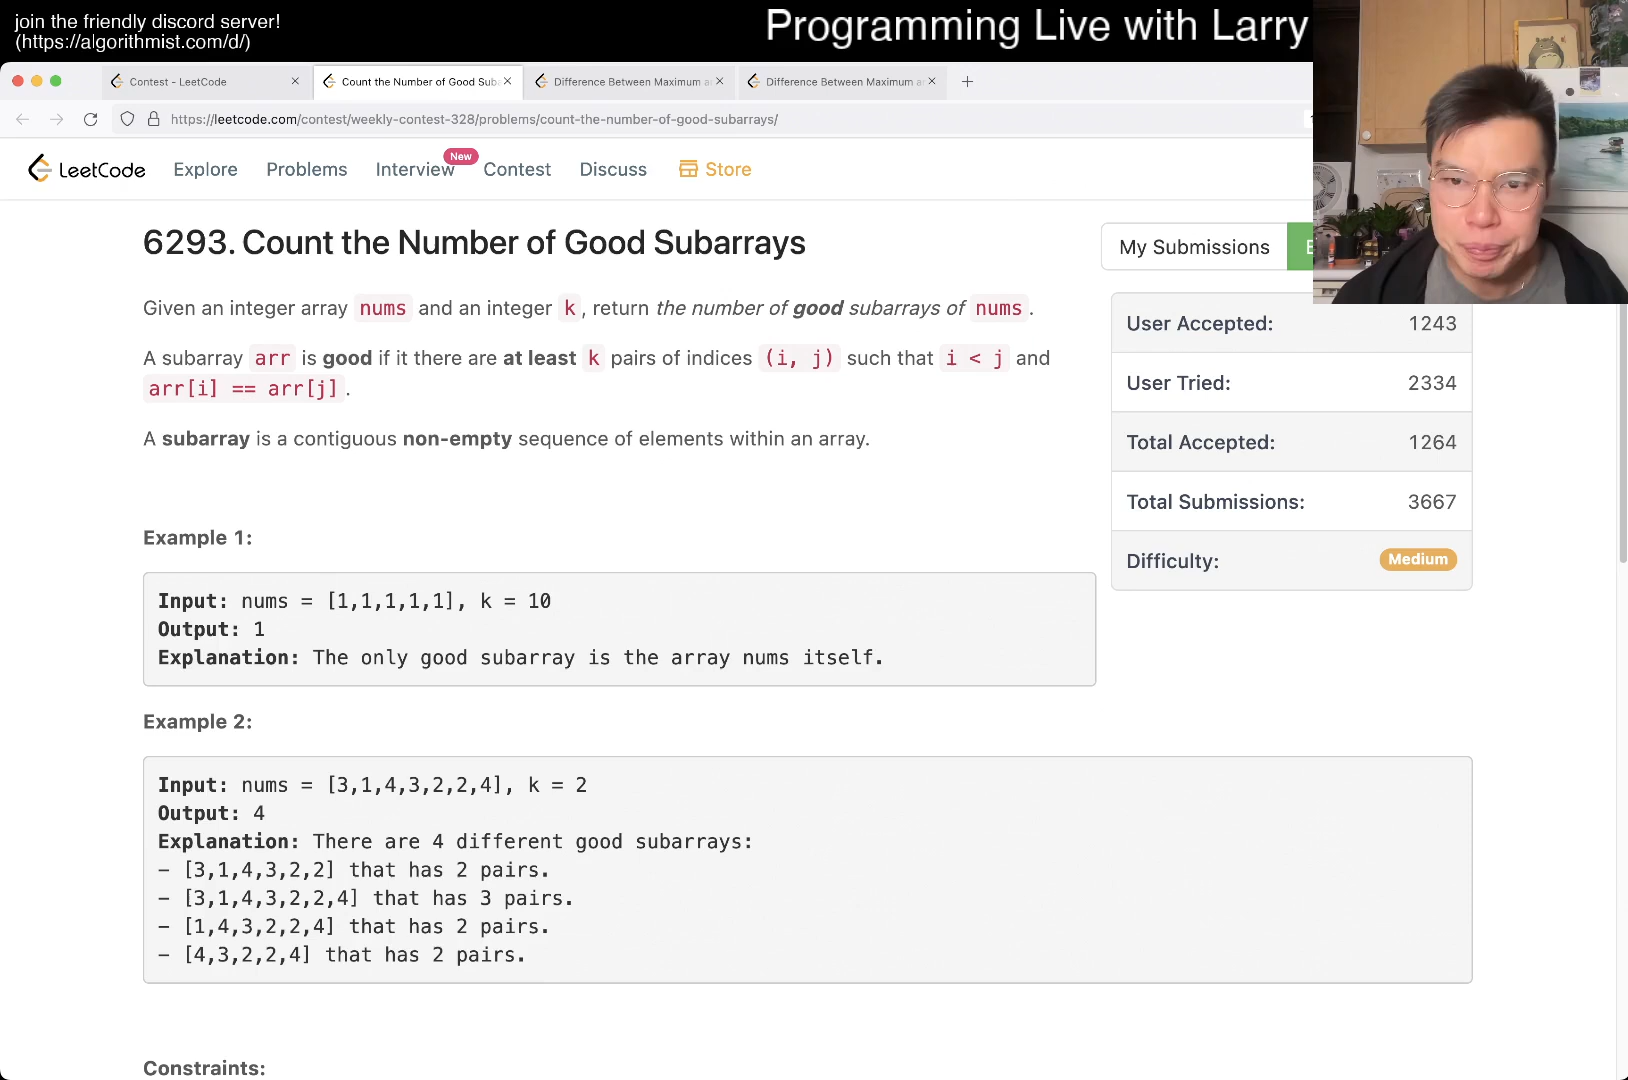 join the friendly discord server!
(https://algorithmist.com/d/)
Programming Live with Larry
Contest - LeetCode
Count the Number of Good Sub
Difference Between Maximum a
Difference Between Maximum a
https://leetcode.com/contest/weekly-contest-328/problems/count-the-number-of-good-subarrays/
LeetCode
Explore
Problems
Interview
New
Contest
Discuss
Store
6293. Count the Number of Good Subarrays
My Submissions
Given an integer array nums and an integer k, return the number of good subarrays of nums.
A subarray arr is good if it there are at least k pairs of indices (i, j) such that i < j and
arr[i] == arr[j].
A subarray is a contiguous non-empty sequence of elements within an array.
User Accepted: 1243
User Tried: 2334
Total Accepted: 1264
Total Submissions: 3667
Difficulty: Medium
Example 1:
Input: nums = [1,1,1,1,1], k = 10
Output: 1
Explanation: The only good subarray is the array nums itself.
Example 2:
Input: nums = [3,1,4,3,2,2,4], k = 2
Output: 4
Explanation: There are 4 different good subarrays:
- [3,1,4,3,2,2] that has 2 pairs.
- [3,1,4,3,2,2,4] that has 3 pairs.
- [1,4,3,2,2,4] that has 2 pairs.
- [4,3,2,2,4] that has 2 pairs.
Constraints: